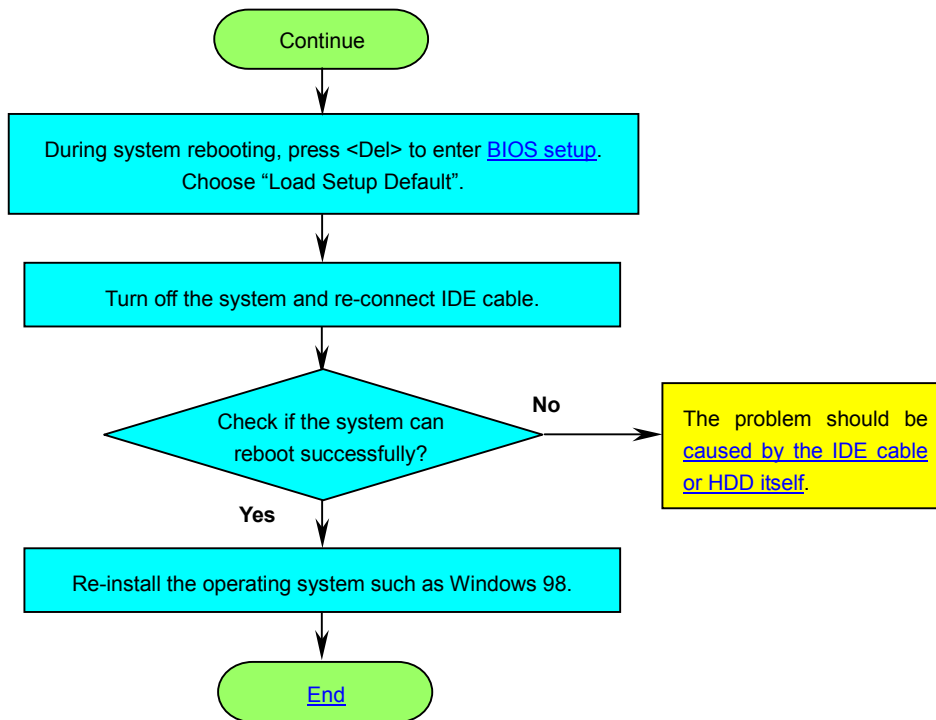 Continue
During system rebooting, press <Del> to enter BIOS setup.
Choose “Load Setup Default”.
Turn off the system and re-connect IDE cable.
Check if the system can
reboot successfully?
No
The problem should be
caused by the IDE cable
or HDD itself.
Yes
Re-install the operating system such as Windows 98.
End